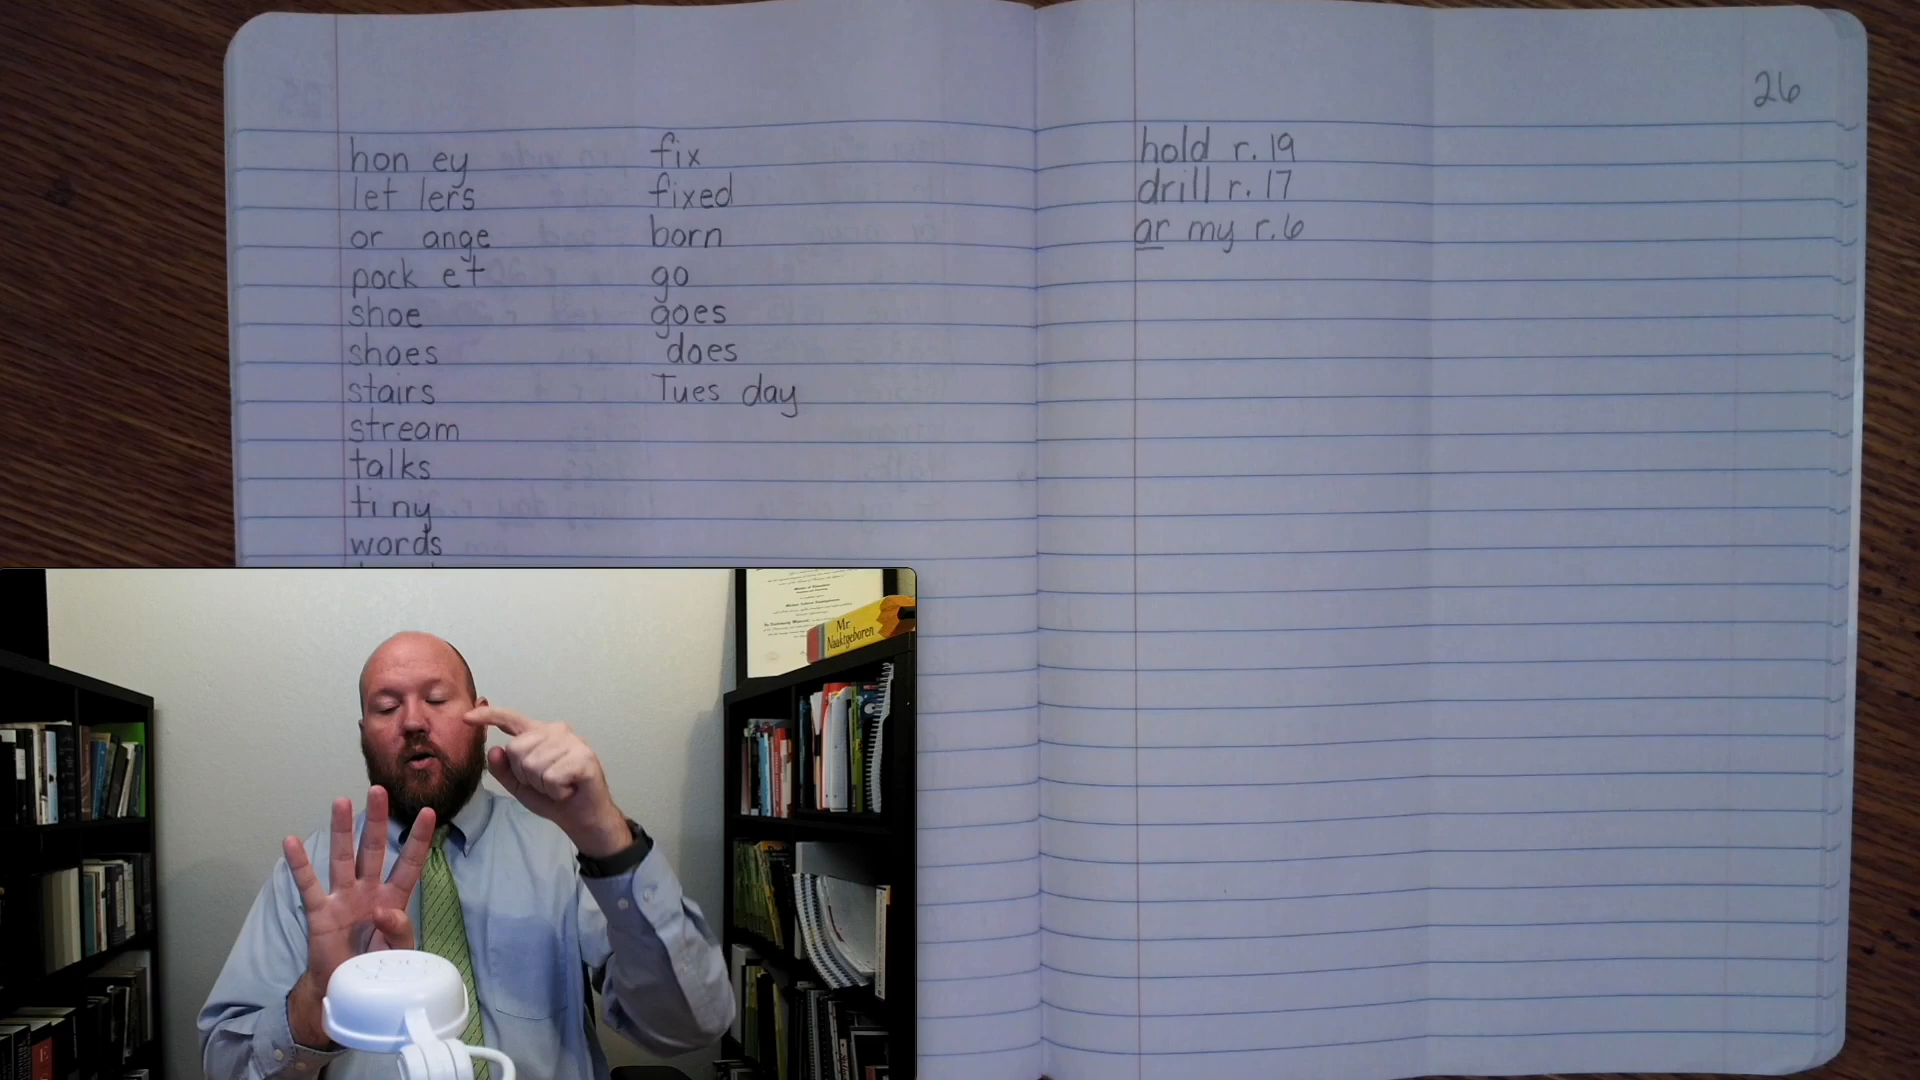 26
hon ey
let lers
or ange
pock et
shoe
shoes
stairs
stream
talks
ti ny
words
fix
fixed
born
go
goes
does
Tues day
hold r. 19
drill r. 17
ar my r. 6
Mr.
Naaktgeboren